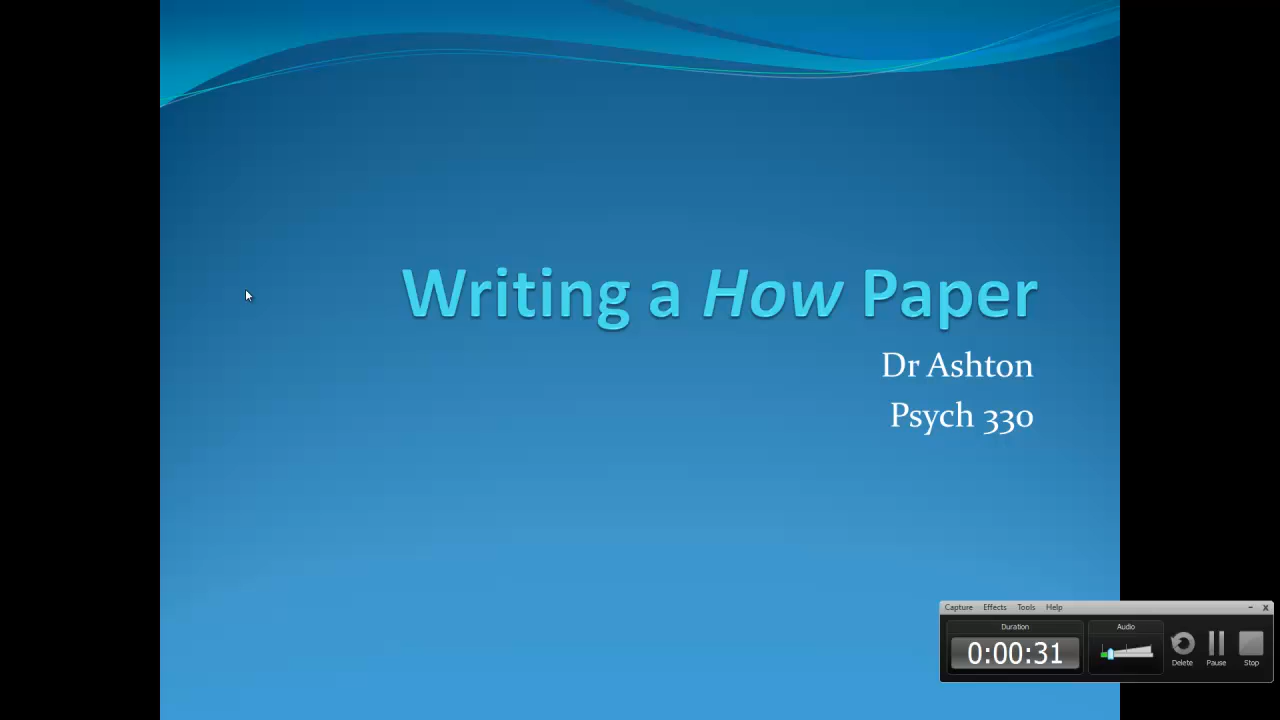 Writing a How Paper
Dr Ashton
Psych 330
Capture Effects Tools Help
Duration
Audio
0:00:31
Delete Pause Stop